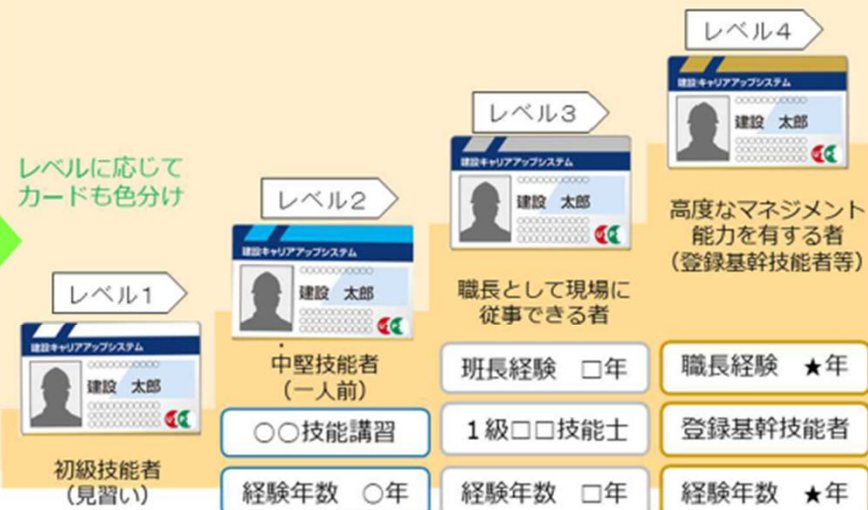 レベルに応じて
カードも色分け
レベル1
建設キャリアアップシステム
○○○○○○○○○○
建設 太郎
初級技能者
(見習い)
レベル2
建設キャリアアップシステム
○○○○○○○○○○
建設 太郎
中堅技能者
(一人前)
○○技能講習
経験年数 ○年
レベル3
建設キャリアアップシステム
○○○○○○○○○○
建設 太郎
職長として現場に
従事できる者
班長経験 □年
1級□□技能士
経験年数 □年
レベル4
建設キャリアアップシステム
○○○○○○○○○○
建設 太郎
高度なマネジメント
能力を有する者
(登録基幹技能者等)
職長経験 ★年
登録基幹技能者
経験年数 ★年